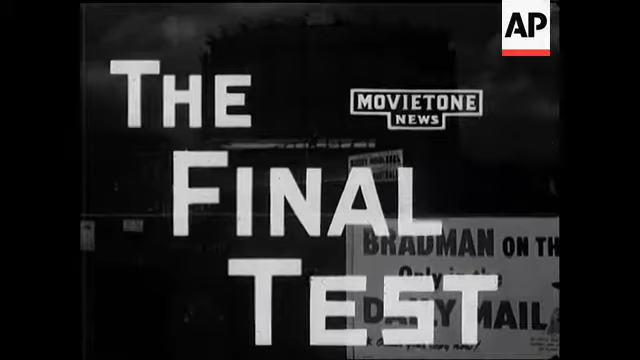 AP
THE
MOVIETONE
NEWS
FINAL
TEST
BRADMAN ON TH
Only in the
DAILY MAIL